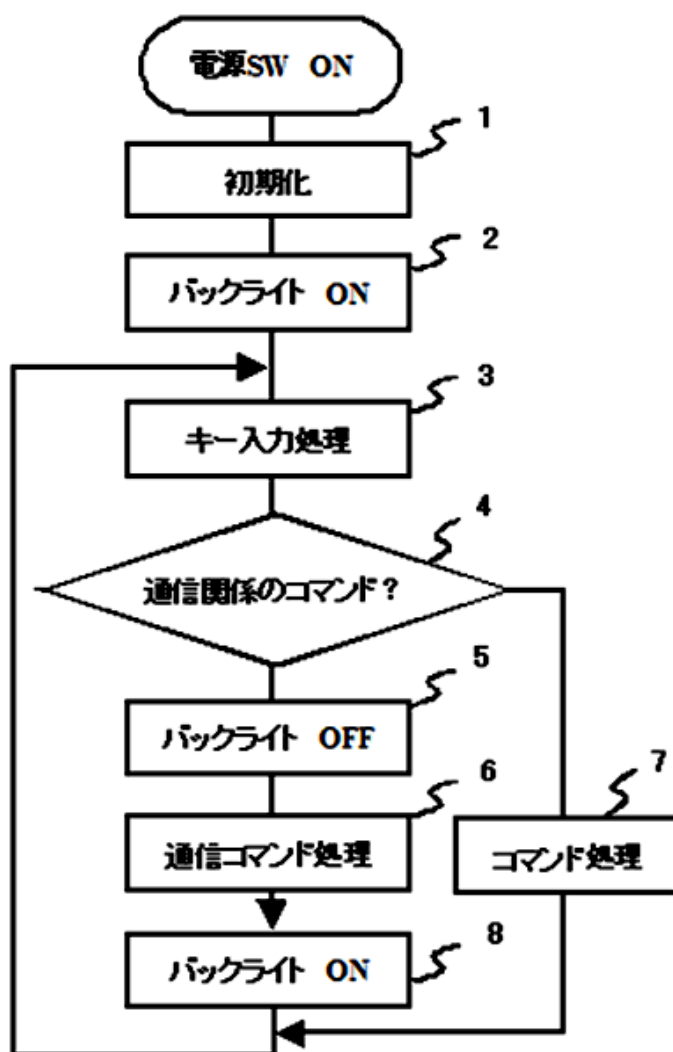 電源SW ON
1
初期化
2
バックライト ON
3
キー入力処理
4
通信関係のコマンド？
5
バックライト OFF
6
通信コマンド処理
7
コマンド処理
8
バックライト ON